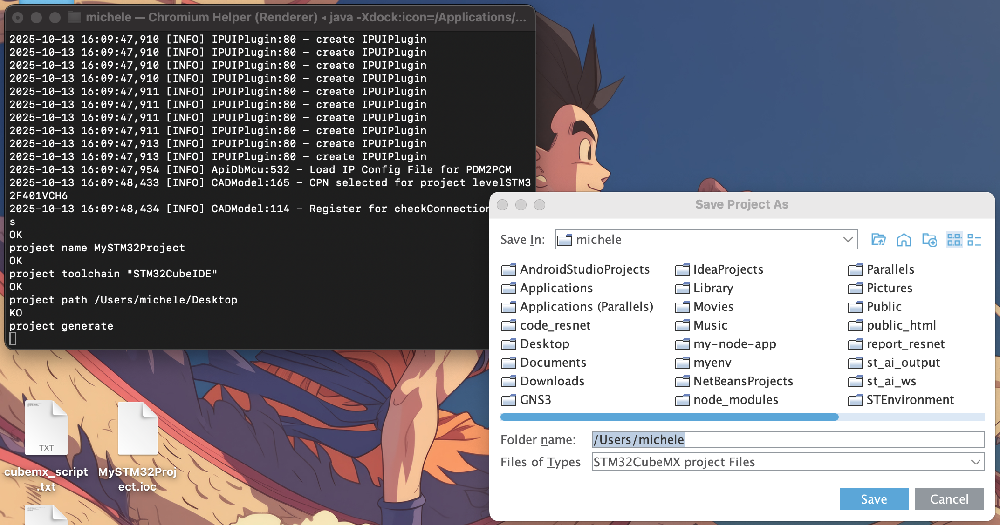 michele — Chromium Helper (Renderer) ◂ java -Xdock:icon=/Applications/...
2025-10-13 16:09:47,910 [INFO] IPUIPlugin:80 – create IPUIPlugin
2025-10-13 16:09:47,910 [INFO] IPUIPlugin:80 – create IPUIPlugin
2025-10-13 16:09:47,910 [INFO] IPUIPlugin:80 – create IPUIPlugin
2025-10-13 16:09:47,910 [INFO] IPUIPlugin:80 – create IPUIPlugin
2025-10-13 16:09:47,911 [INFO] IPUIPlugin:80 – create IPUIPlugin
2025-10-13 16:09:47,911 [INFO] IPUIPlugin:80 – create IPUIPlugin
2025-10-13 16:09:47,911 [INFO] IPUIPlugin:80 – create IPUIPlugin
2025-10-13 16:09:47,911 [INFO] IPUIPlugin:80 – create IPUIPlugin
2025-10-13 16:09:47,913 [INFO] IPUIPlugin:80 – create IPUIPlugin
2025-10-13 16:09:47,913 [INFO] IPUIPlugin:80 – create IPUIPlugin
2025-10-13 16:09:47,954 [INFO] ApiDbMcu:532 – Load IP Config File for PDM2PCM
2025-10-13 16:09:48,433 [INFO] CADModel:165 – CPN selected for project levelSTM3
2F401VCH6
2025-10-13 16:09:48,434 [INFO] CADModel:114 – Register for checkConnection
s
OK
project name MySTM32Project
OK
project toolchain "STM32CubeIDE"
OK
project path /Users/michele/Desktop
KO
project generate
Save Project As
Save In:
michele
AndroidStudioProjects
Applications
Applications (Parallels)
code_resnet
Desktop
Documents
Downloads
GNS3
IdeaProjects
Library
Movies
Music
my-node-app
myenv
NetBeansProjects
node_modules
Parallels
Pictures
Public
public_html
report_resnet
st_ai_output
st_ai_ws
STEnvironment
Folder name:
/Users/michele
Files of Types
STM32CubeMX project Files
Save
Cancel
TXT
cubemx_script
.txt
MySTM32Proj
ect.ioc